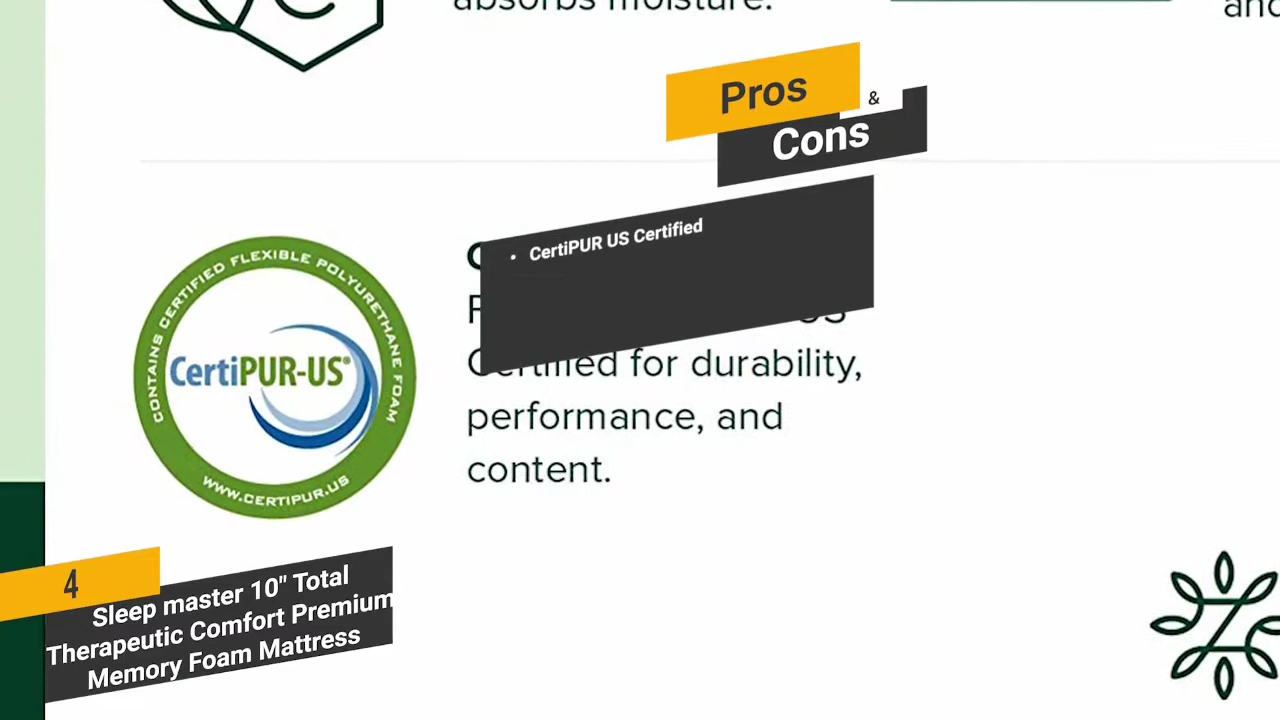 absorbs moisture.
and
Pros
&
Cons
• CertiPUR US Certified
CONTAINS CERTIFIED FLEXIBLE POLYURETHANE FOAM
CertiPUR-US®
WWW.CERTIPUR.US
Certified for durability,
performance, and
content.
4
Sleep master 10" Total
Therapeutic Comfort Premium
Memory Foam Mattress